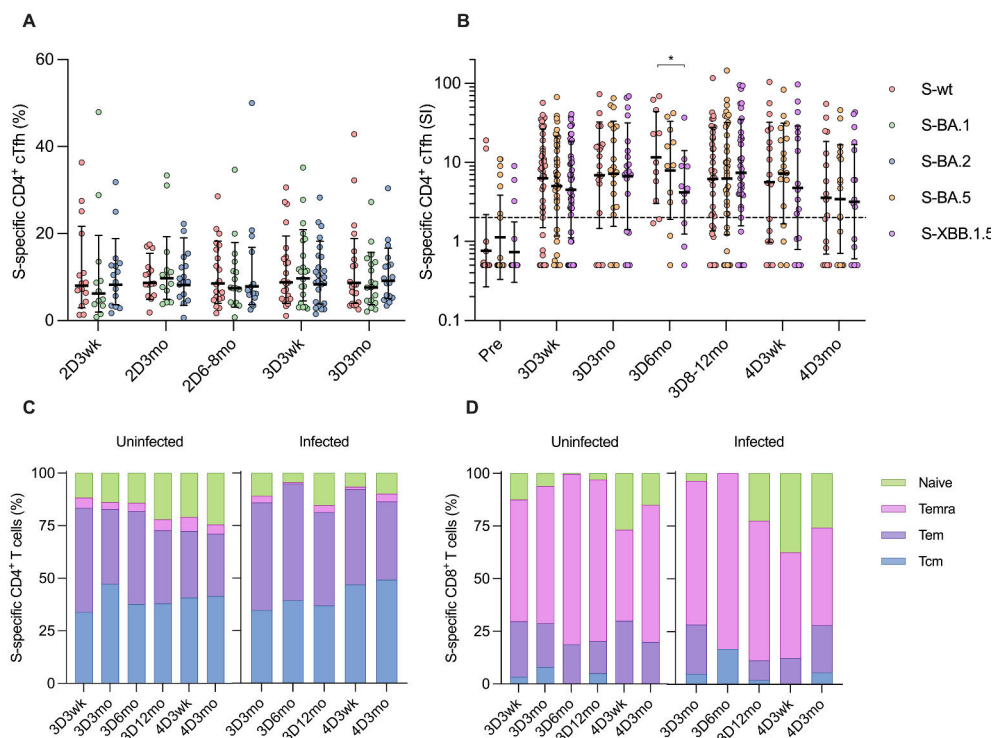 A
S-specific CD4⁺ cTfh (%)
60
40
20
0
2D3wk
2D3mo
2D6-8mo
3D3wk
3D3mo
B
S-specific CD4⁺ cTfh (SI)
100
10
1
0.1
*
Pre
3D3wk
3D3mo
3D6mo
3D8-12mo
4D3wk
4D3mo
S-wt
S-BA.1
S-BA.2
S-BA.5
S-XBB.1.5
C
Uninfected
Infected
S-specific CD4⁺ T cells (%)
100
75
50
25
0
3D3wk
3D3mo
3D6mo
3D12mo
4D3wk
4D3mo
3D3mo
3D6mo
3D12mo
4D3wk
4D3mo
D
Uninfected
Infected
S-specific CD8⁺ T cells (%)
100
75
50
25
0
3D3wk
3D3mo
3D6mo
3D12mo
4D3wk
4D3mo
3D3mo
3D6mo
3D12mo
4D3wk
4D3mo
Naive
Temra
Tem
Tcm